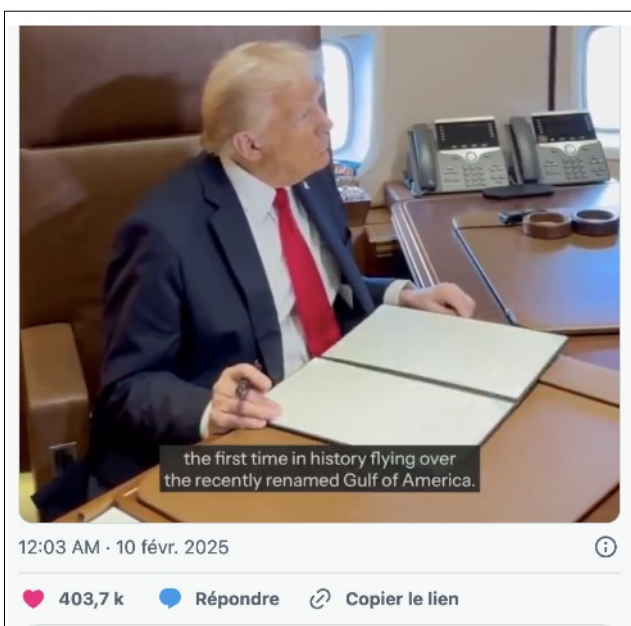 the first time in history flying over
the recently renamed Gulf of America.
12:03 AM · 10 févr. 2025
403,7 k Répondre Copier le lien